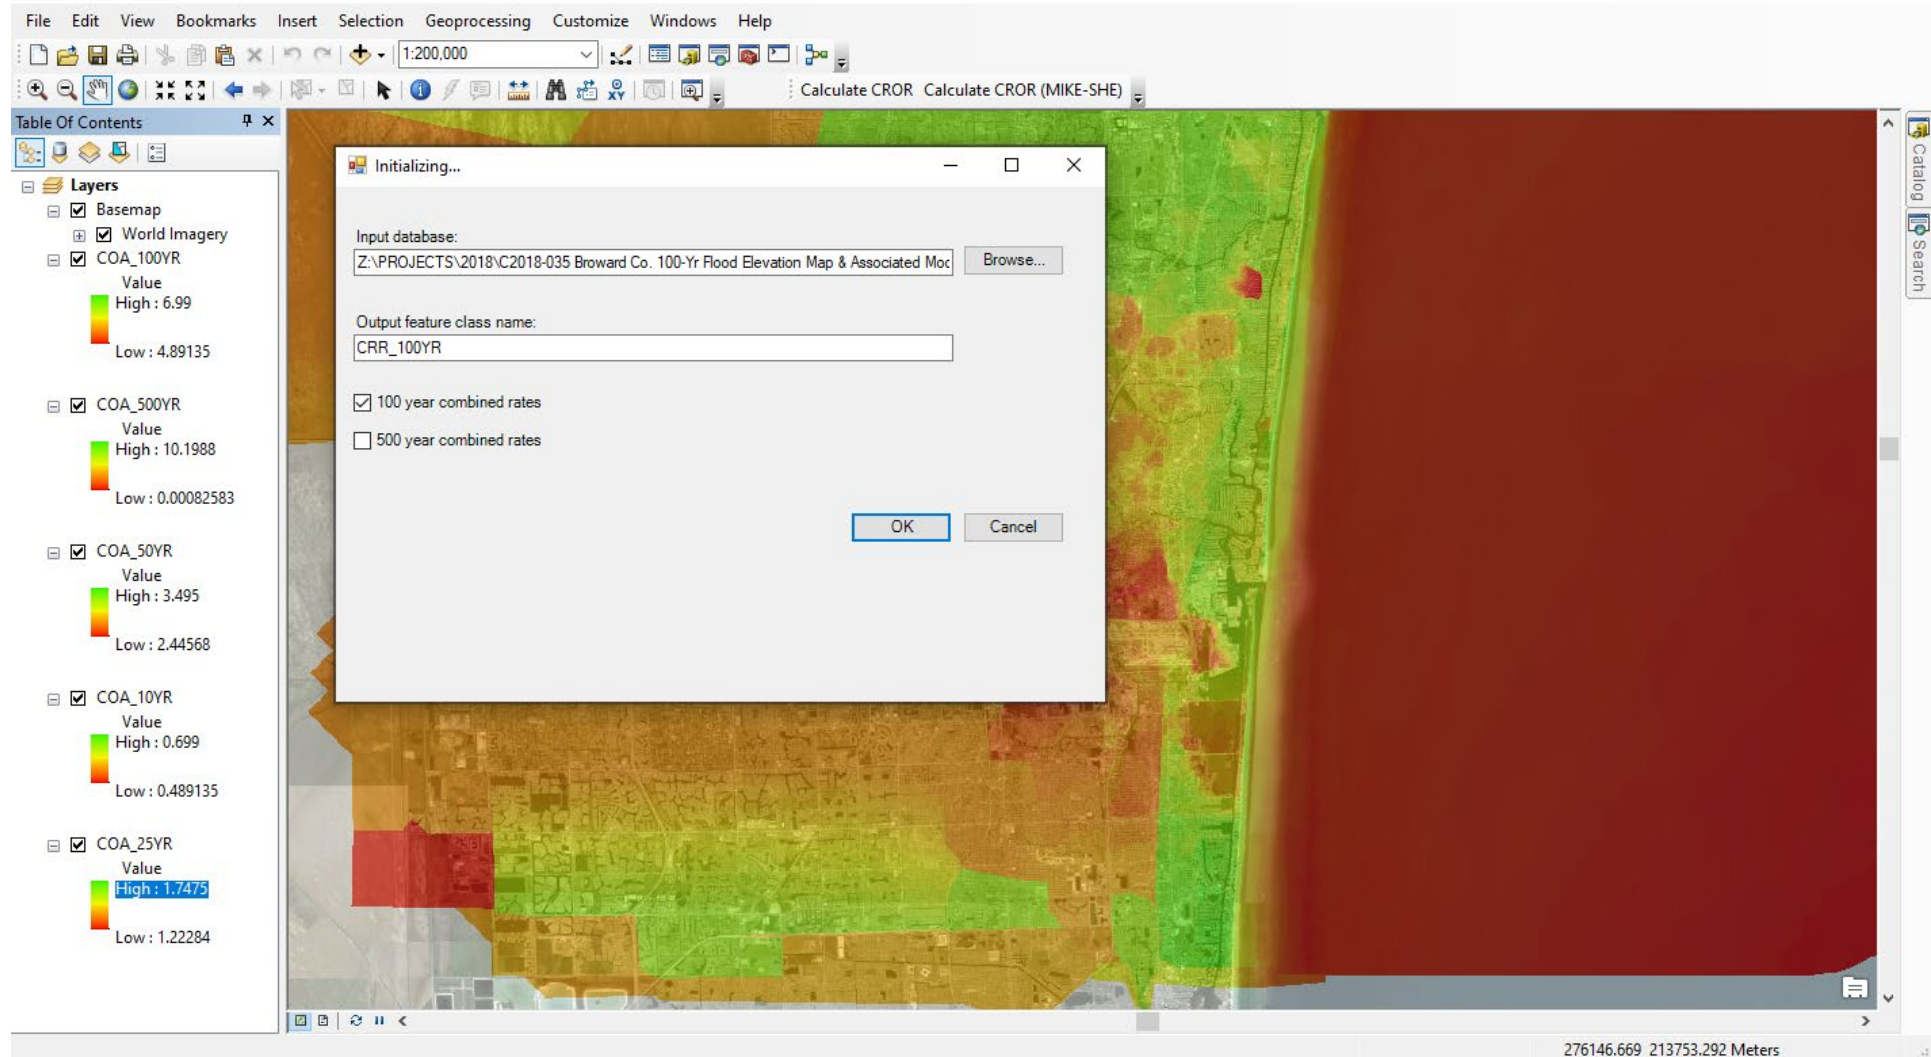 File Edit View Bookmarks Insert Selection Geoprocessing Customize Windows Help
1:200,000
Calculate CROR Calculate CROR (MIKE-SHE)
Table Of Contents
Layers
Basemap
World Imagery
COA_100YR
Value
High : 6.99
Low : 4.89135
COA_500YR
Value
High : 10.1988
Low : 0.00082583
COA_50YR
Value
High : 3.495
Low : 2.44568
COA_10YR
Value
High : 0.699
Low : 0.489135
COA_25YR
Value
High : 1.7475
Low : 1.22284
Initializing...
Input database:
Z:\PROJECTS\2018\C2018-035 Broward Co. 100-Yr Flood Elevation Map & Associated Moc
Browse...
Output feature class name:
CRR_100YR
100 year combined rates
500 year combined rates
OK Cancel
Catalog
Search
276146.669 213753.292 Meters